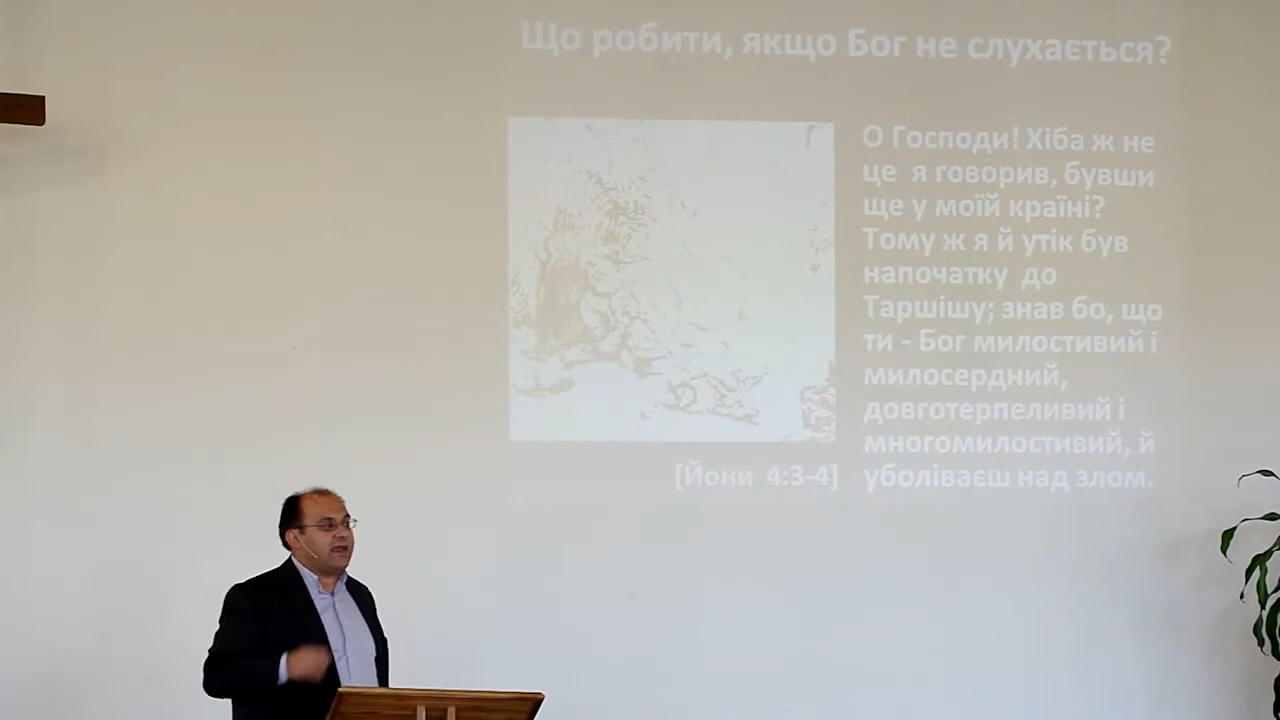 Що робити, якщо Бог не слухається?
О Господи! Хіба ж не
це я говорив, бувши
ще у моїй країні?
Тому ж я й утік був
напочатку до
Таршішу; знав бо, що
ти - Бог милостивий і
милосердний,
довготерпеливий і
многомилостивий, й
уболіваєш над злом.
[Йони 4:3-4]